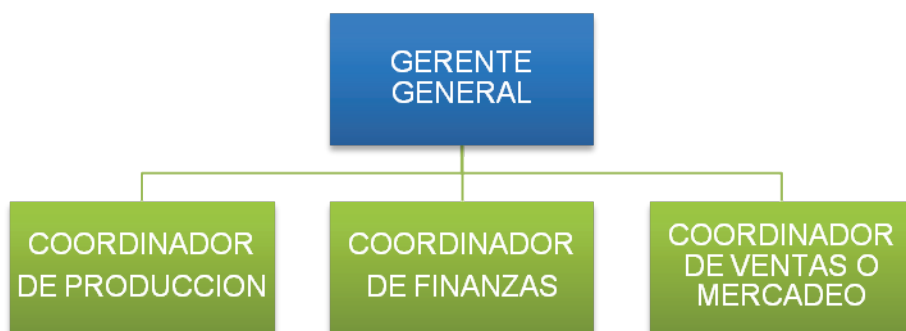 GERENTE
GENERAL
COORDINADOR
DE PRODUCCION
COORDINADOR
DE FINANZAS
COORDINADOR
DE VENTAS O
MERCADEO